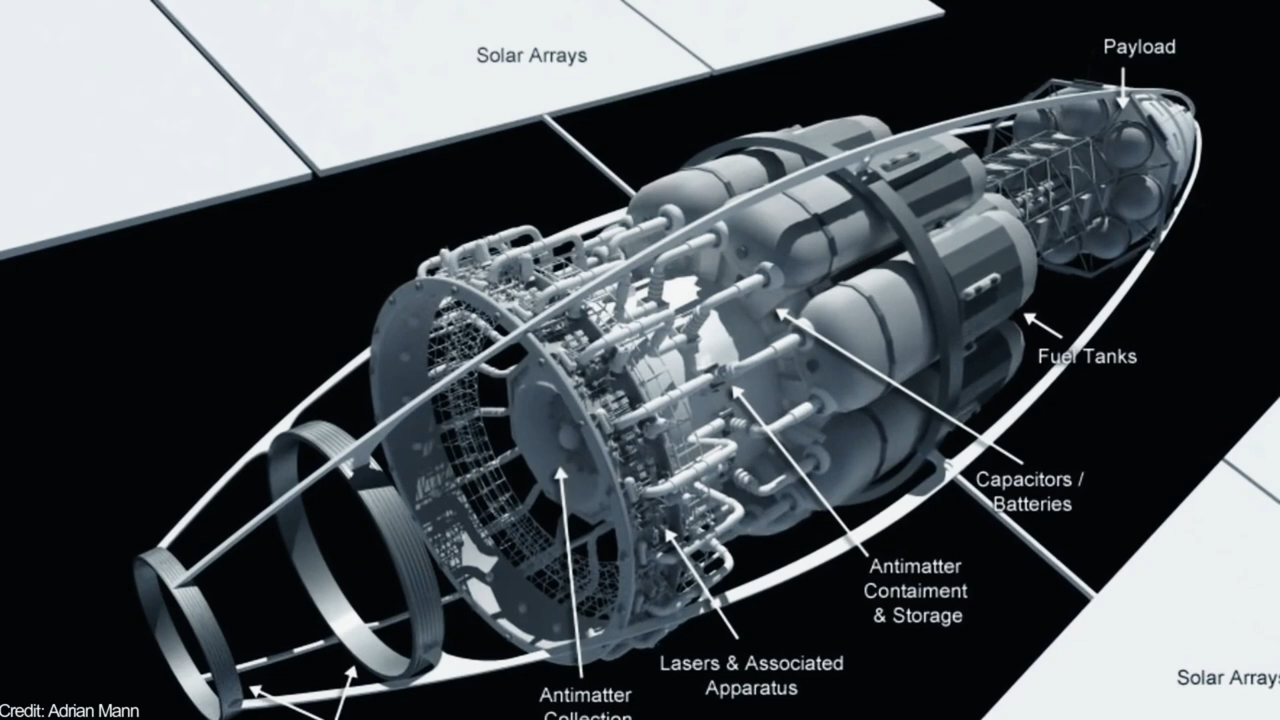 Solar Arrays
Payload
Fuel Tanks
Capacitors /
Batteries
Antimatter
Contaiment
& Storage
Lasers & Associated
Apparatus
Antimatter
Collection
Solar Arrays
Credit: Adrian Mann